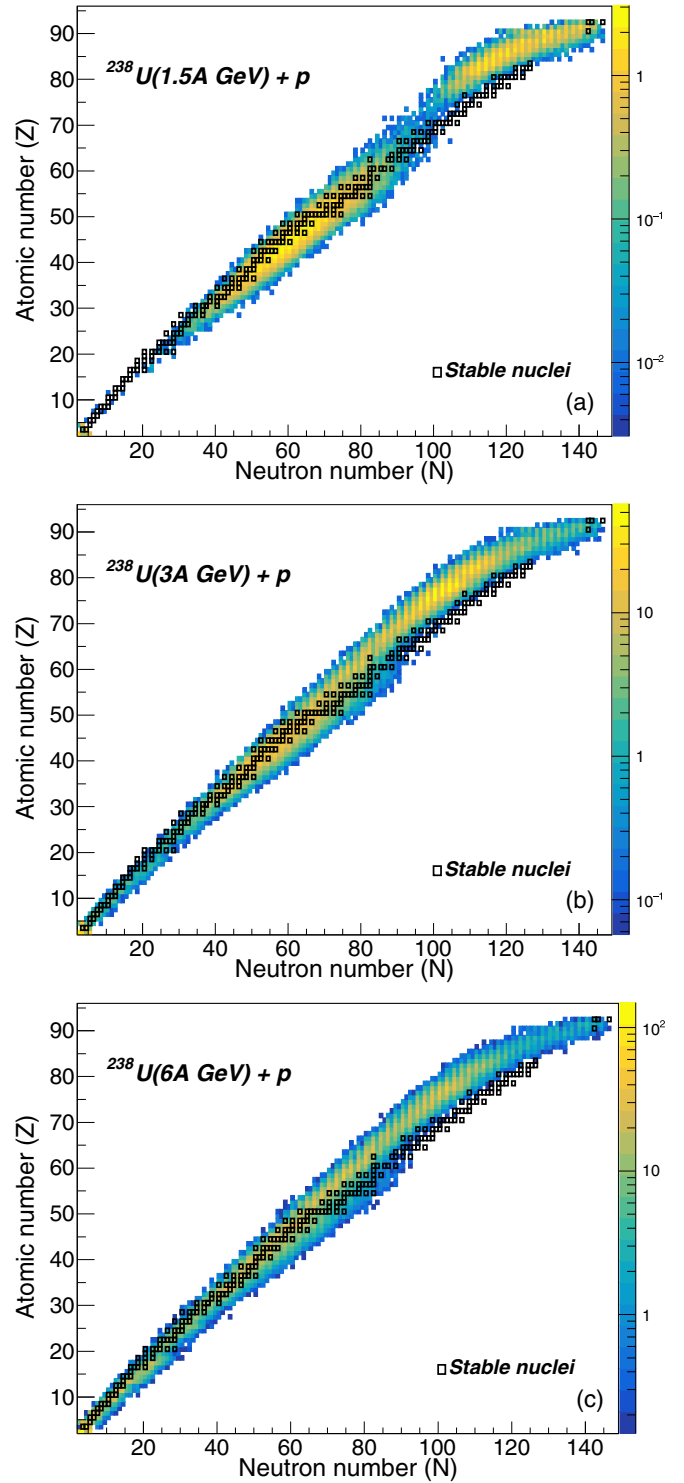 90
80
70
60
50
40
30
20
10
Atomic number (Z)
²³⁸U(1.5A GeV) + p
Stable nuclei
(a)
20 40 60 80 100 120 140
Neutron number (N)
1
10⁻¹
10⁻²
90
80
70
60
50
40
30
20
10
Atomic number (Z)
²³⁸U(3A GeV) + p
Stable nuclei
(b)
20 40 60 80 100 120 140
Neutron number (N)
10
1
10⁻¹
90
80
70
60
50
40
30
20
10
Atomic number (Z)
²³⁸U(6A GeV) + p
Stable nuclei
(c)
20 40 60 80 100 120 140
Neutron number (N)
10²
10
1